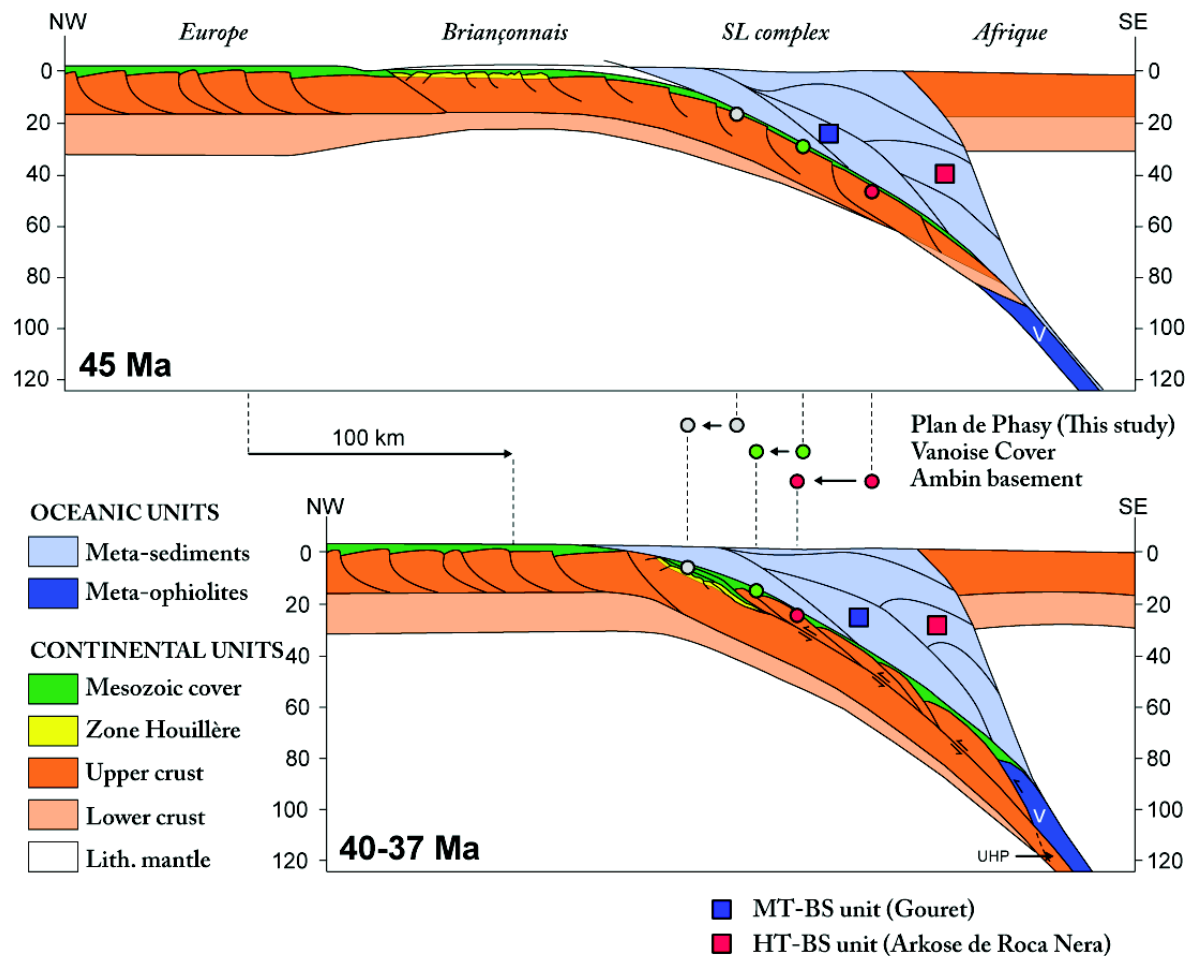 NW Europe Briançonnais SL complex Afrique SE
0 0
20 20
40 40
60 60
80 80
100 V 100
120 120
45 Ma
100 km
Plan de Phasy (This study)
Vanoise Cover
Ambin basement
NW SE
OCEANIC UNITS
Meta-sediments
Meta-ophiolites
CONTINENTAL UNITS
Mesozoic cover
Zone Houillère
Upper crust
Lower crust
Lith. mantle
0 0
20 20
40 40
60 60
80 80
100 V 100
120 UHP 120
40-37 Ma
MT-BS unit (Gouret)
HT-BS unit (Arkose de Roca Nera)